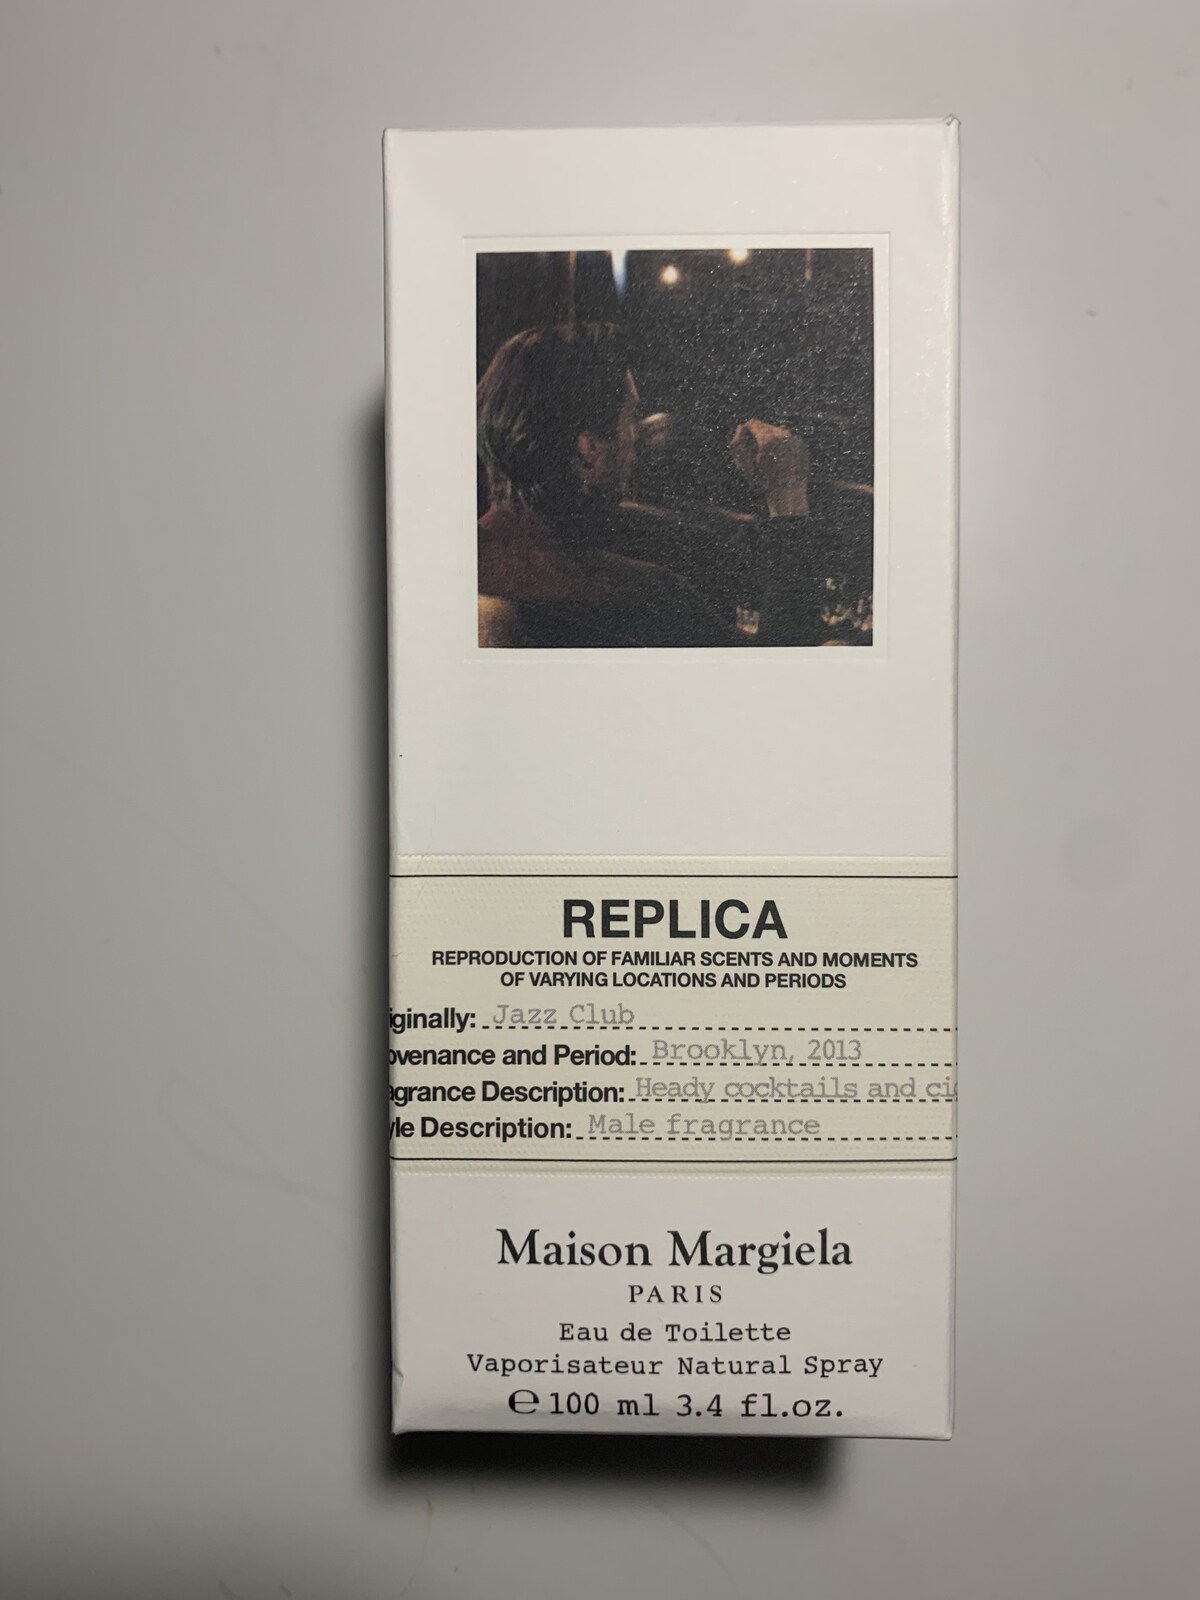 REPLICA
REPRODUCTION OF FAMILIAR SCENTS AND MOMENTS
OF VARYING LOCATIONS AND PERIODS
iginally: Jazz Club
ovenance and Period: Brooklyn, 2013
agrance Description: Heady cocktails and ci
yle Description: Male fragrance
Maison Margiela
PARIS
Eau de Toilette
Vaporisateur Natural Spray
℮ 100 ml 3.4 fl.oz.